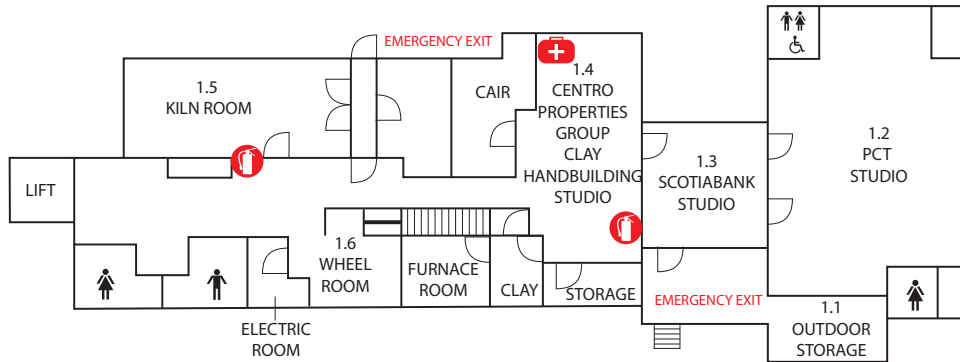 EMERGENCY EXIT
1.5
KILN ROOM
CAIR
1.4
CENTRO
PROPERTIES
GROUP
CLAY
HANDBUILDING
STUDIO
1.3
SCOTIABANK
STUDIO
1.2
PCT
STUDIO
LIFT
1.6
WHEEL
ROOM
FURNACE
ROOM
CLAY
STORAGE
EMERGENCY EXIT
1.1
OUTDOOR
STORAGE
ELECTRIC
ROOM